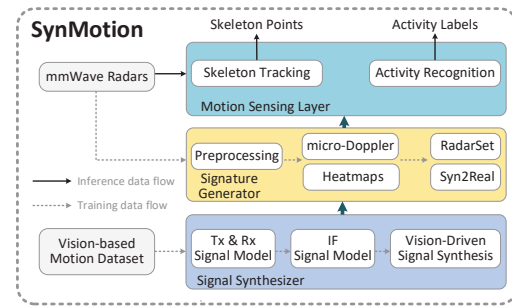 Skeleton Points
Activity Labels
SynMotion
mmWave Radars
Skeleton Tracking
Activity Recognition
Motion Sensing Layer
Preprocessing
micro-Doppler
Heatmaps
RadarSet
Syn2Real
Signature
Generator
Inference data flow
Training data flow
Vision-based
Motion Dataset
Tx & Rx
Signal Model
IF
Signal Model
Vision-Driven
Signal Synthesis
Signal Synthesizer